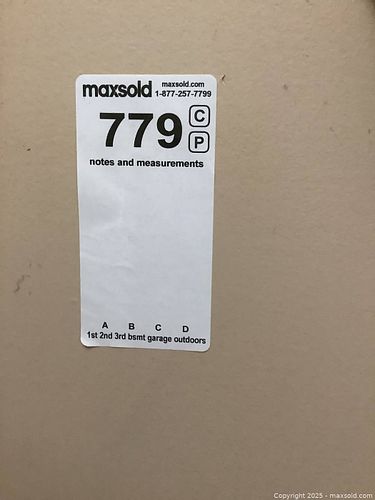 maxsold maxsold.com
1-877-257-7799
779 C
P
notes and measurements
A B C D
1st 2nd 3rd bsmt garage outdoors
Copyright © 2025 - maxsold.com